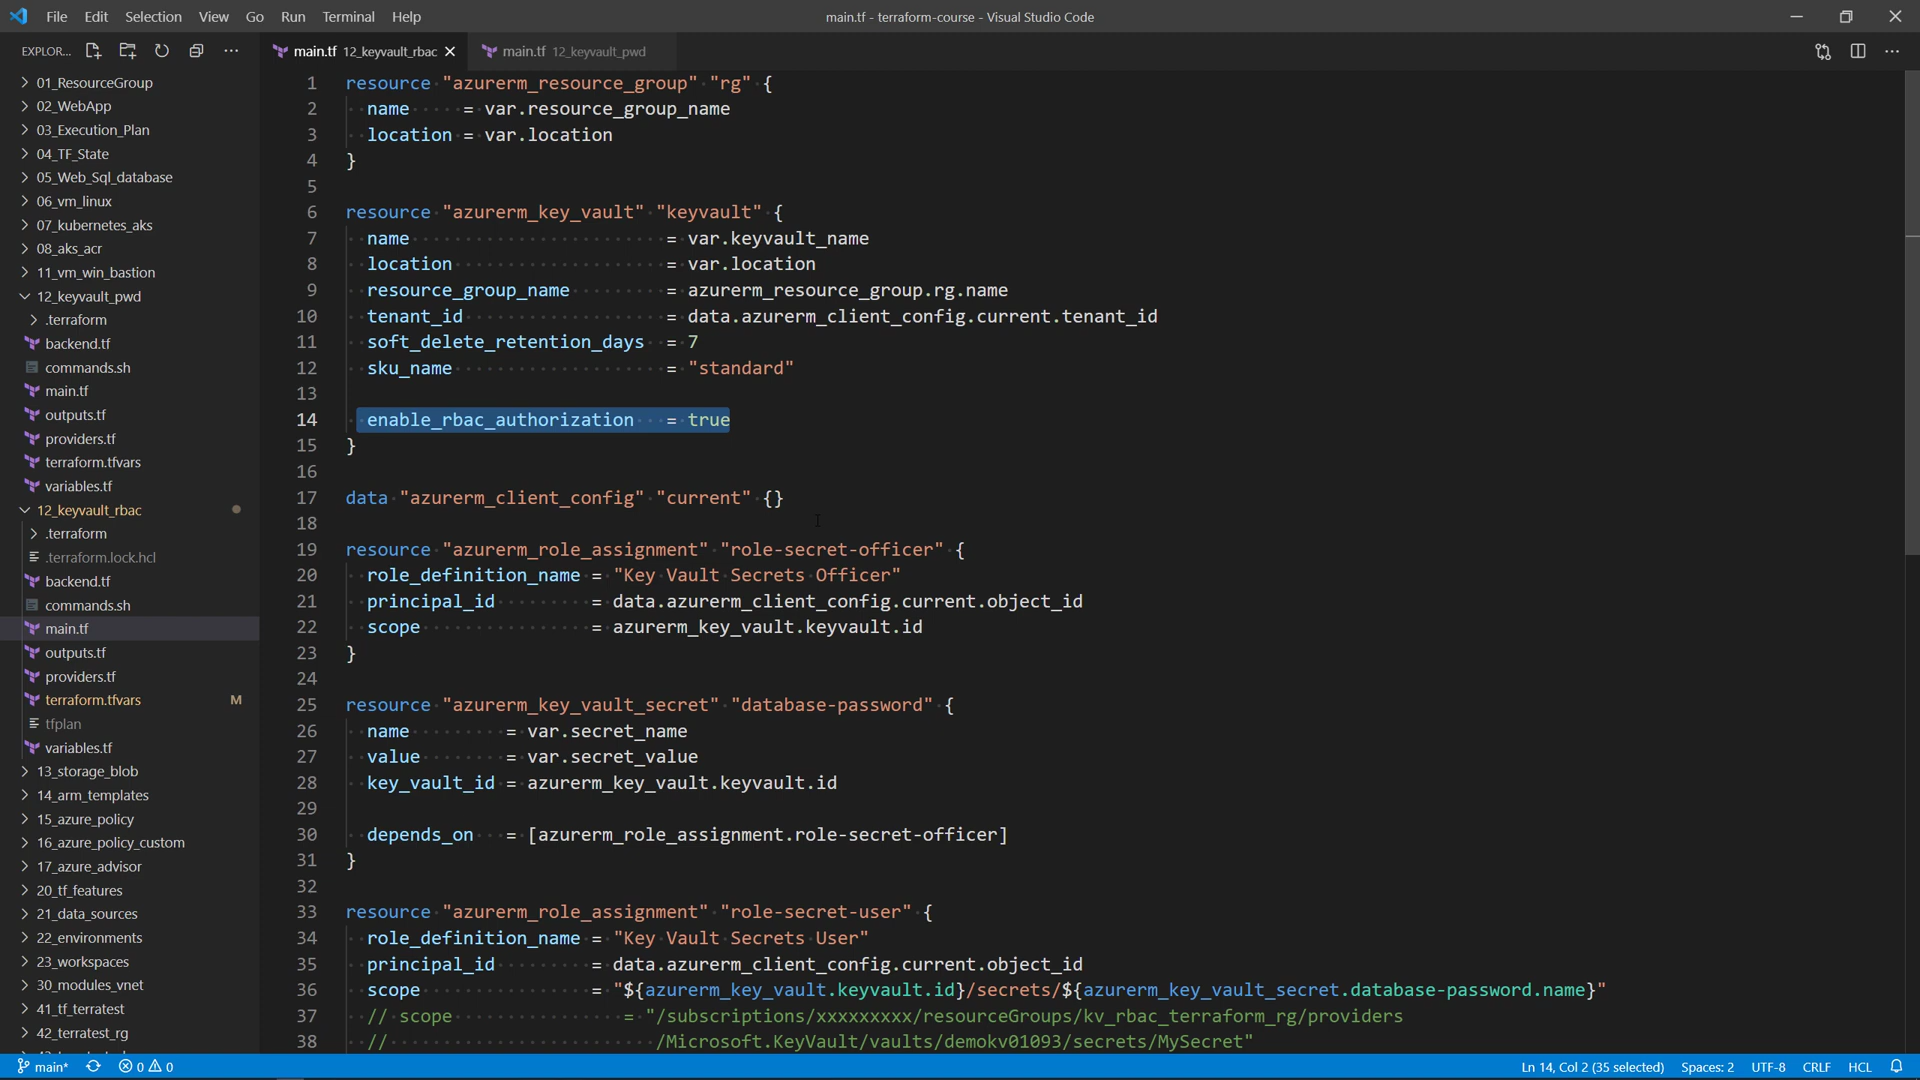 File Edit Selection View Go Run Terminal Help
main.tf - terraform-course - Visual Studio Code
EXPLOR...
01_ResourceGroup
02_WebApp
03_Execution_Plan
04_TF_State
05_Web_Sql_database
06_vm_linux
07_kubernetes_aks
08_aks_acr
11_vm_win_bastion
12_keyvault_pwd
.terraform
backend.tf
commands.sh
main.tf
outputs.tf
providers.tf
terraform.tfvars
variables.tf
12_keyvault_rbac
.terraform
.terraform.lock.hcl
backend.tf
commands.sh
main.tf
outputs.tf
providers.tf
terraform.tfvars M
tfplan
variables.tf
13_storage_blob
14_arm_templates
15_azure_policy
16_azure_policy_custom
17_azure_advisor
20_tf_features
21_data_sources
22_environments
23_workspaces
30_modules_vnet
41_tf_terratest
42_terratest_rg
main.tf 12_keyvault_rbac
main.tf 12_keyvault_pwd
1 resource "azurerm_resource_group" "rg" {
2 name = var.resource_group_name
3 location = var.location
4 }
5
6 resource "azurerm_key_vault" "keyvault" {
7 name = var.keyvault_name
8 location = var.location
9 resource_group_name = azurerm_resource_group.rg.name
10 tenant_id = data.azurerm_client_config.current.tenant_id
11 soft_delete_retention_days = 7
12 sku_name = "standard"
13
14 enable_rbac_authorization = true
15 }
16
17 data "azurerm_client_config" "current" {}
18
19 resource "azurerm_role_assignment" "role-secret-officer" {
20 role_definition_name = "Key Vault Secrets Officer"
21 principal_id = data.azurerm_client_config.current.object_id
22 scope = azurerm_key_vault.keyvault.id
23 }
24
25 resource "azurerm_key_vault_secret" "database-password" {
26 name = var.secret_name
27 value = var.secret_value
28 key_vault_id = azurerm_key_vault.keyvault.id
29
30 depends_on = [azurerm_role_assignment.role-secret-officer]
31 }
32
33 resource "azurerm_role_assignment" "role-secret-user" {
34 role_definition_name = "Key Vault Secrets User"
35 principal_id = data.azurerm_client_config.current.object_id
36 scope = "${azurerm_key_vault.keyvault.id}/secrets/${azurerm_key_vault_secret.database-password.name}"
37 // scope = "/subscriptions/xxxxxxxxx/resourceGroups/kv_rbac_terraform_rg/providers
38 // /Microsoft.KeyVault/vaults/demokv01093/secrets/MySecret"
main* 0 0
Ln 14, Col 2 (35 selected) Spaces: 2 UTF-8 CRLF HCL